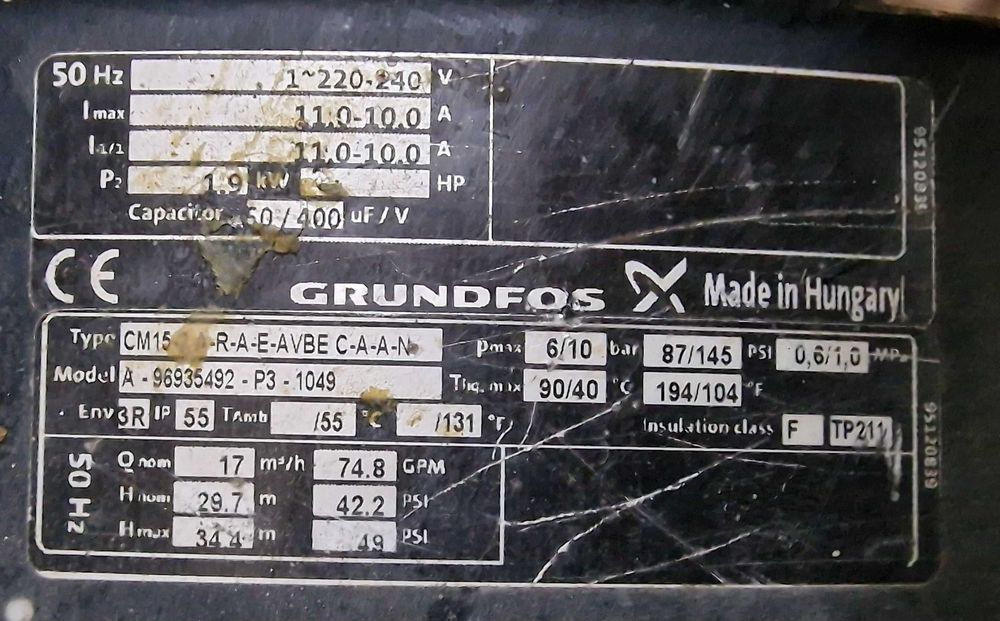 50 Hz 1~220-240 V
Imax 11.0-10.0 A
I1/1 11.0-10.0 A
P2 1.9 kW HP
Capacitor 50/400 uF / V
95120836
CE GRUNDFOS Made in Hungary
Type CM15 -R-A-E-AVBE C-A-A-N pmax 6/10 bar 87/145 PSI 0,6/1,0 MPa
Model A - 96935492 - P3 - 1049 Tliq. max 90/40 °C 194/104 °F
Env 3R IP 55 TAmb /55 °C /131 °F Insulation class F TP211
50 Hz
Q nom 17 m³/h 74.8 GPM
H nom 29.7 m 42.2 PSI
H max 34.4 m 49 PSI
95120839